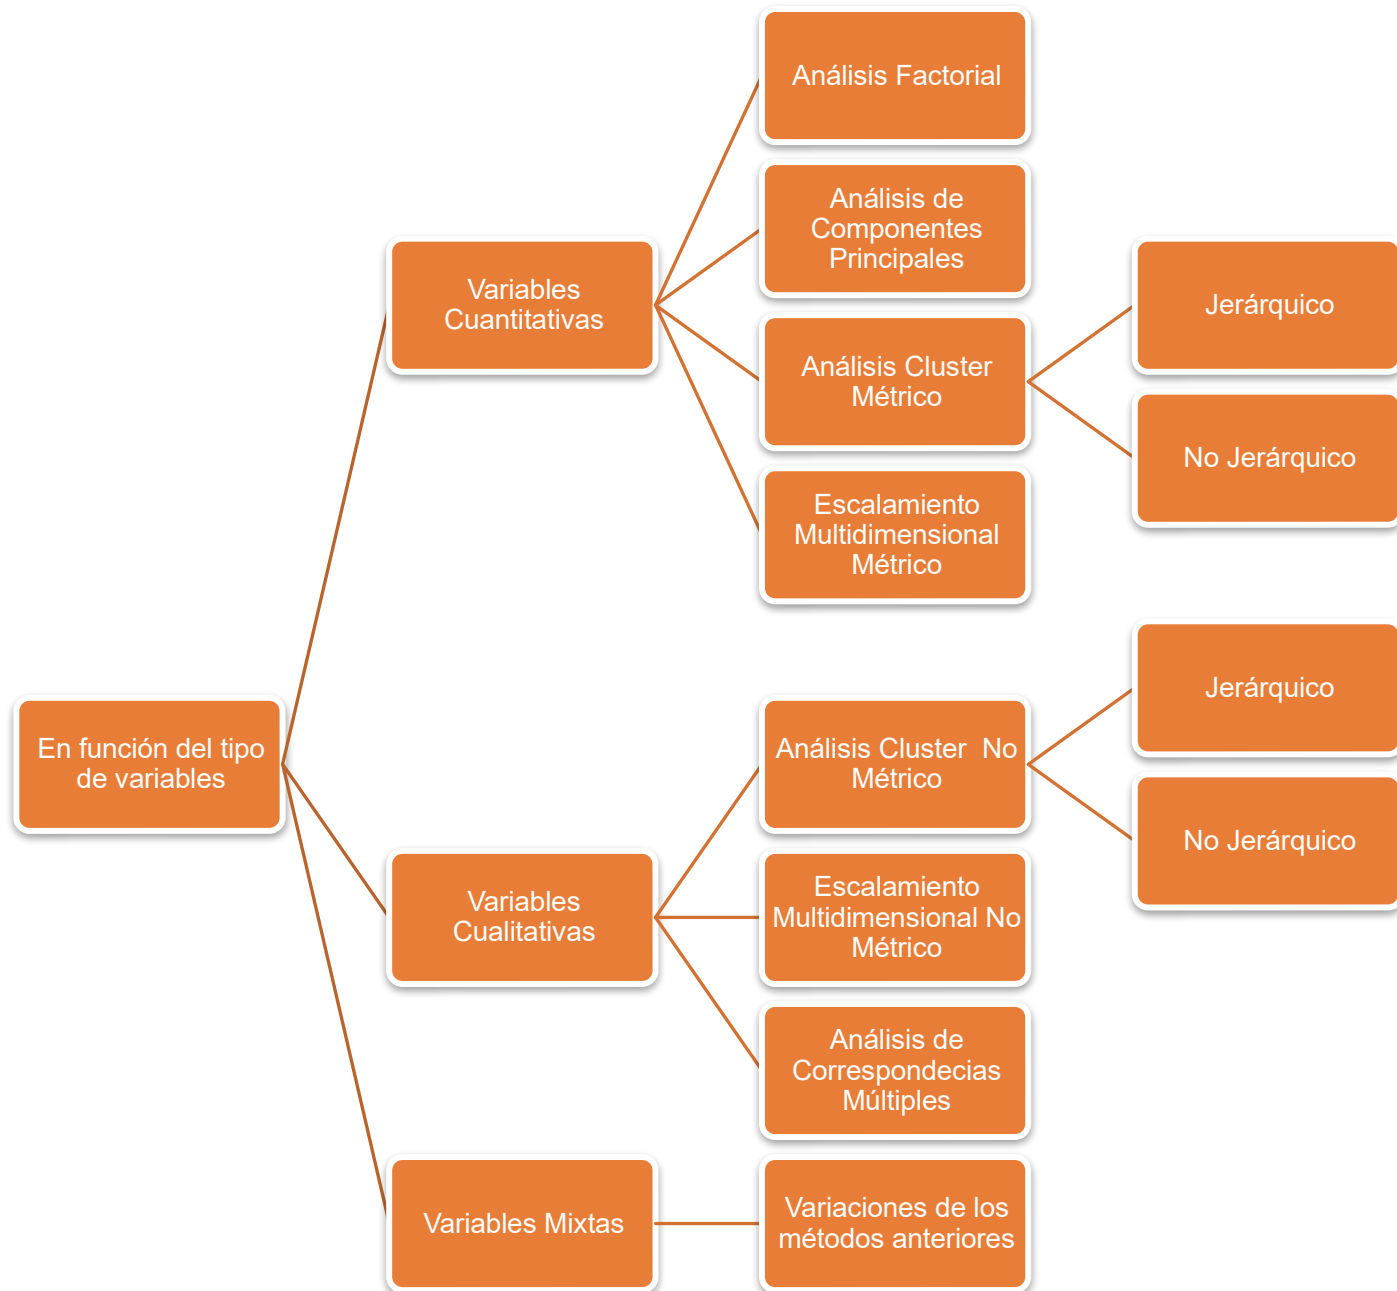 En función del tipo
de variables
Variables
Cuantitativas
Análisis Factorial
Análisis de
Componentes
Principales
Análisis Cluster
Métrico
Jerárquico
No Jerárquico
Escalamiento
Multidimensional
Métrico
Variables
Cualitativas
Análisis Cluster  No
Métrico
Jerárquico
No Jerárquico
Escalamiento
Multidimensional No
Métrico
Análisis de
Correspondecias
Múltiples
Variables Mixtas
Variaciones de los
métodos anteriores